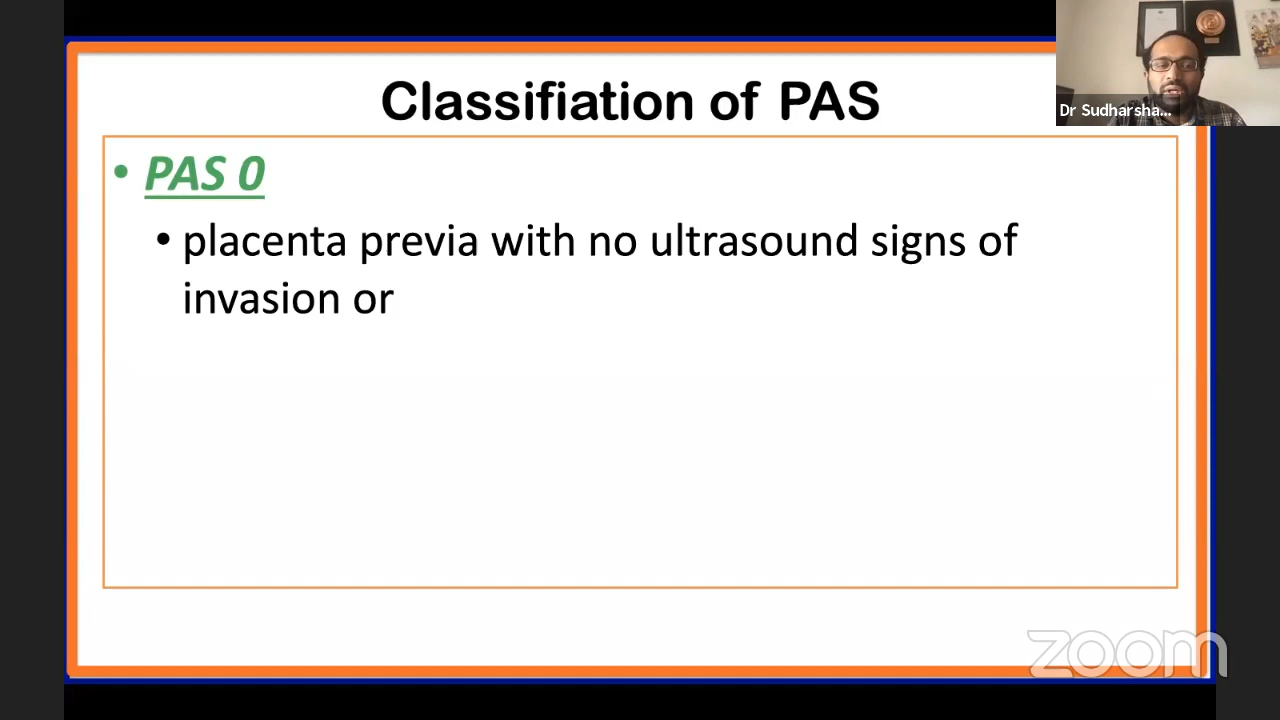 Classifiation of PAS
Dr Sudharsha...
• PAS 0
• placenta previa with no ultrasound signs of
invasion or
zoom